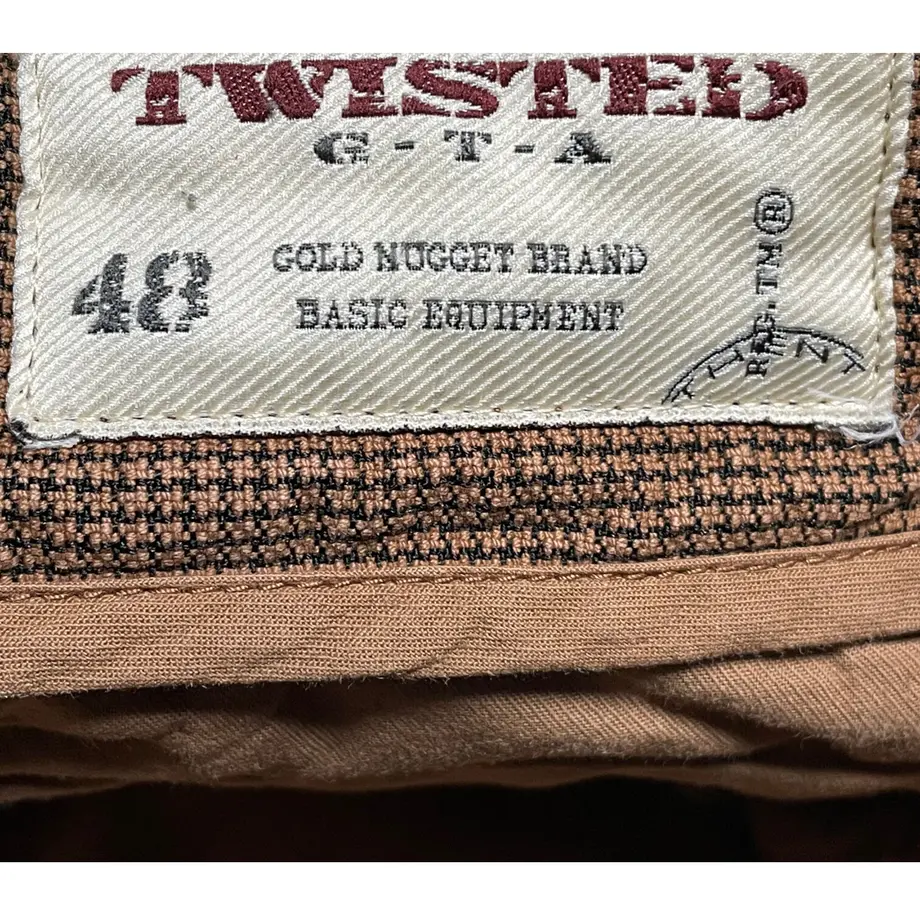 TWISTED
G-T-A
48
GOLD NUGGET BRAND
BASIC EQUIPMENT
REG.TM®